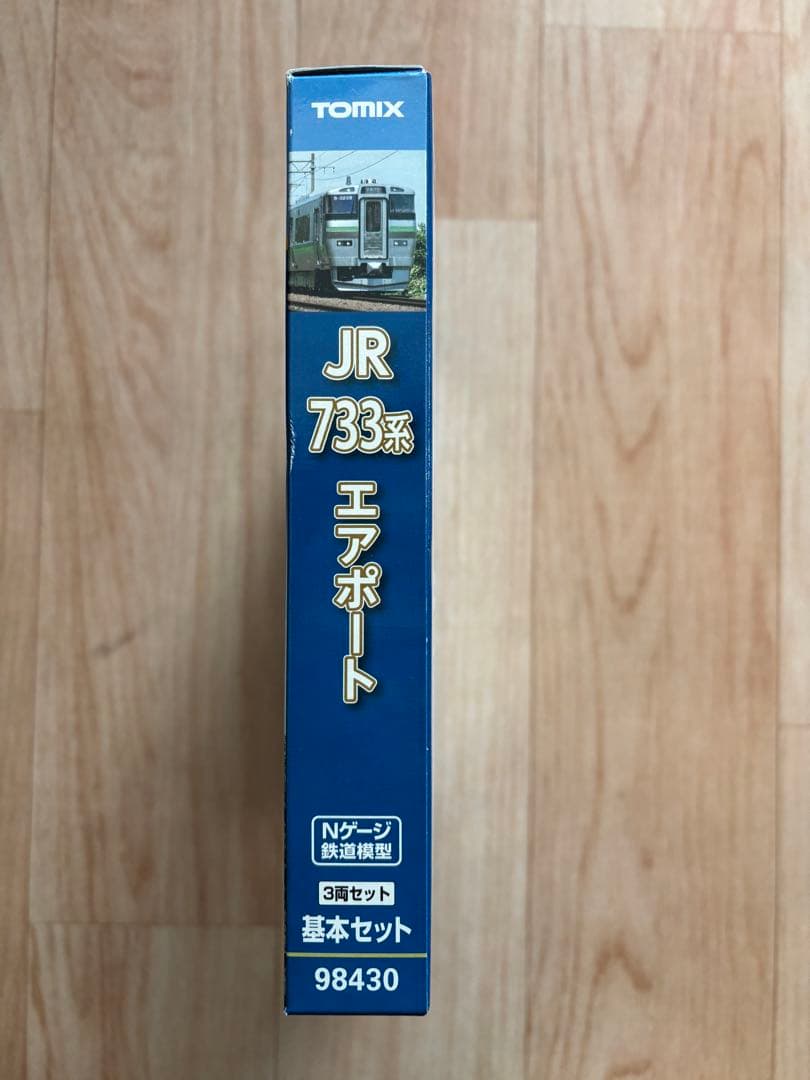 TOMIX
JR
733系
エアポート
Nゲージ
鉄道模型
3両セット
基本セット
98430